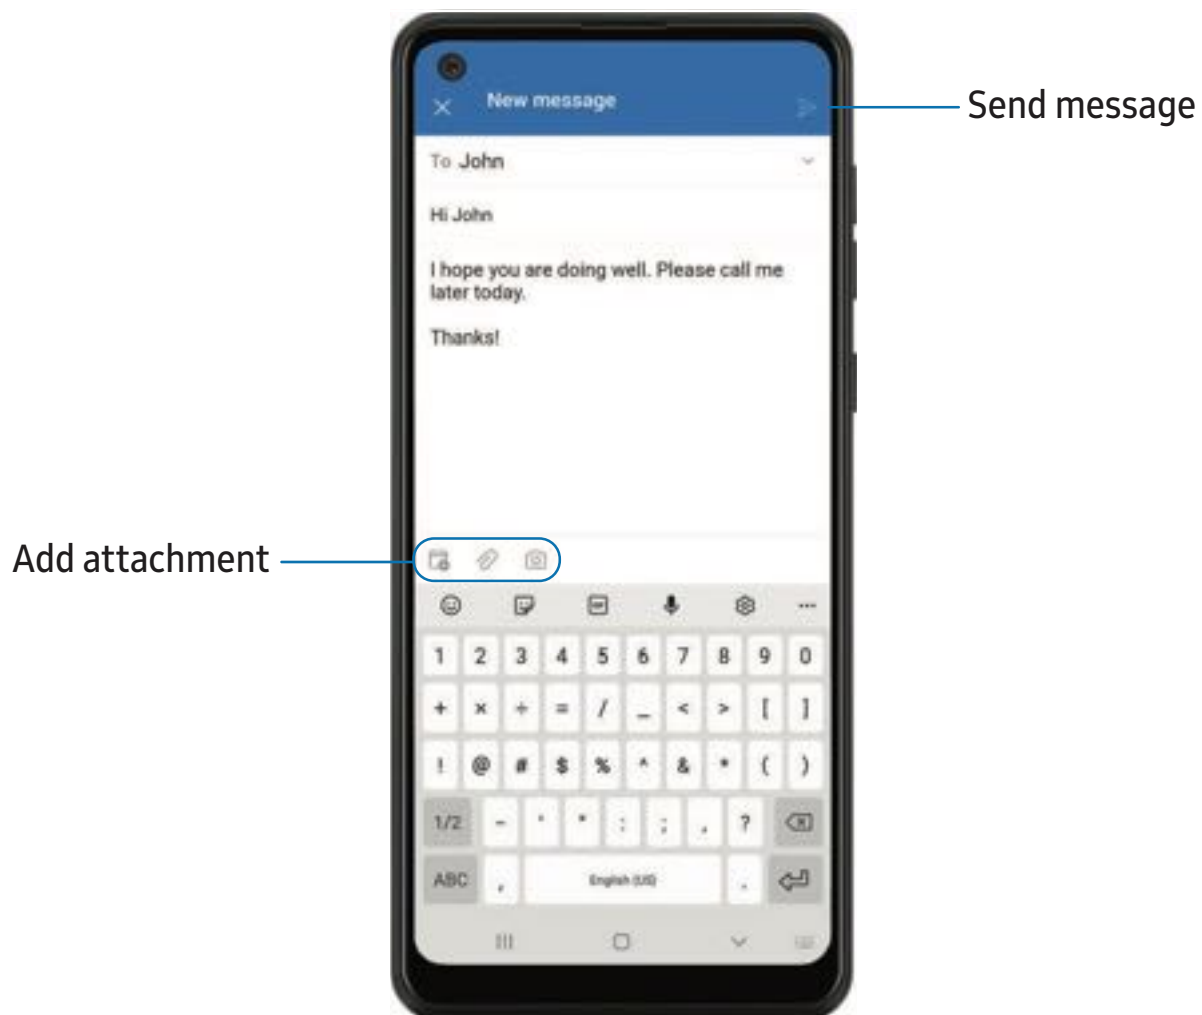 New message
Send message
To John
Hi John
I hope you are doing well. Please call me
later today.
Thanks!
Add attachment
1 2 3 4 5 6 7 8 9 0
+ × ÷ = / _ < > [ ]
! @ # $ % ^ & * ( )
1/2 - ' " : ; , ?
ABC , English (US) .